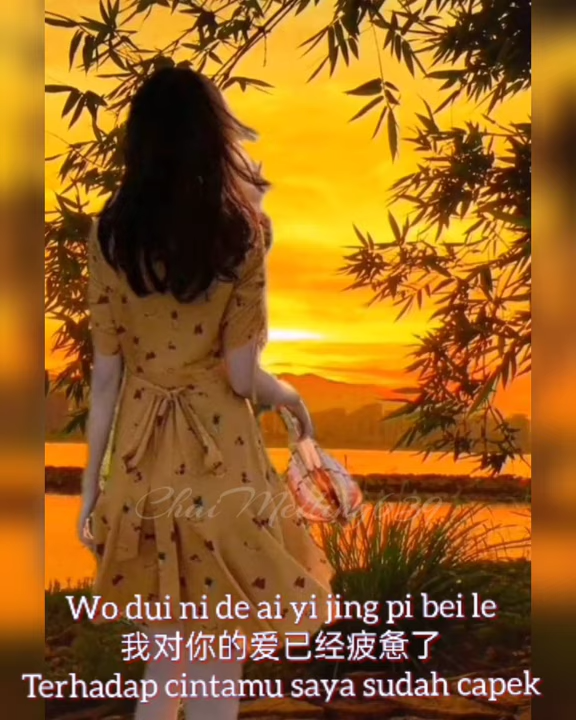 Wo dui ni de ai yi jing pi bei le
我对你的爱已经疲惫了
Terhadap cintamu saya sudah capek